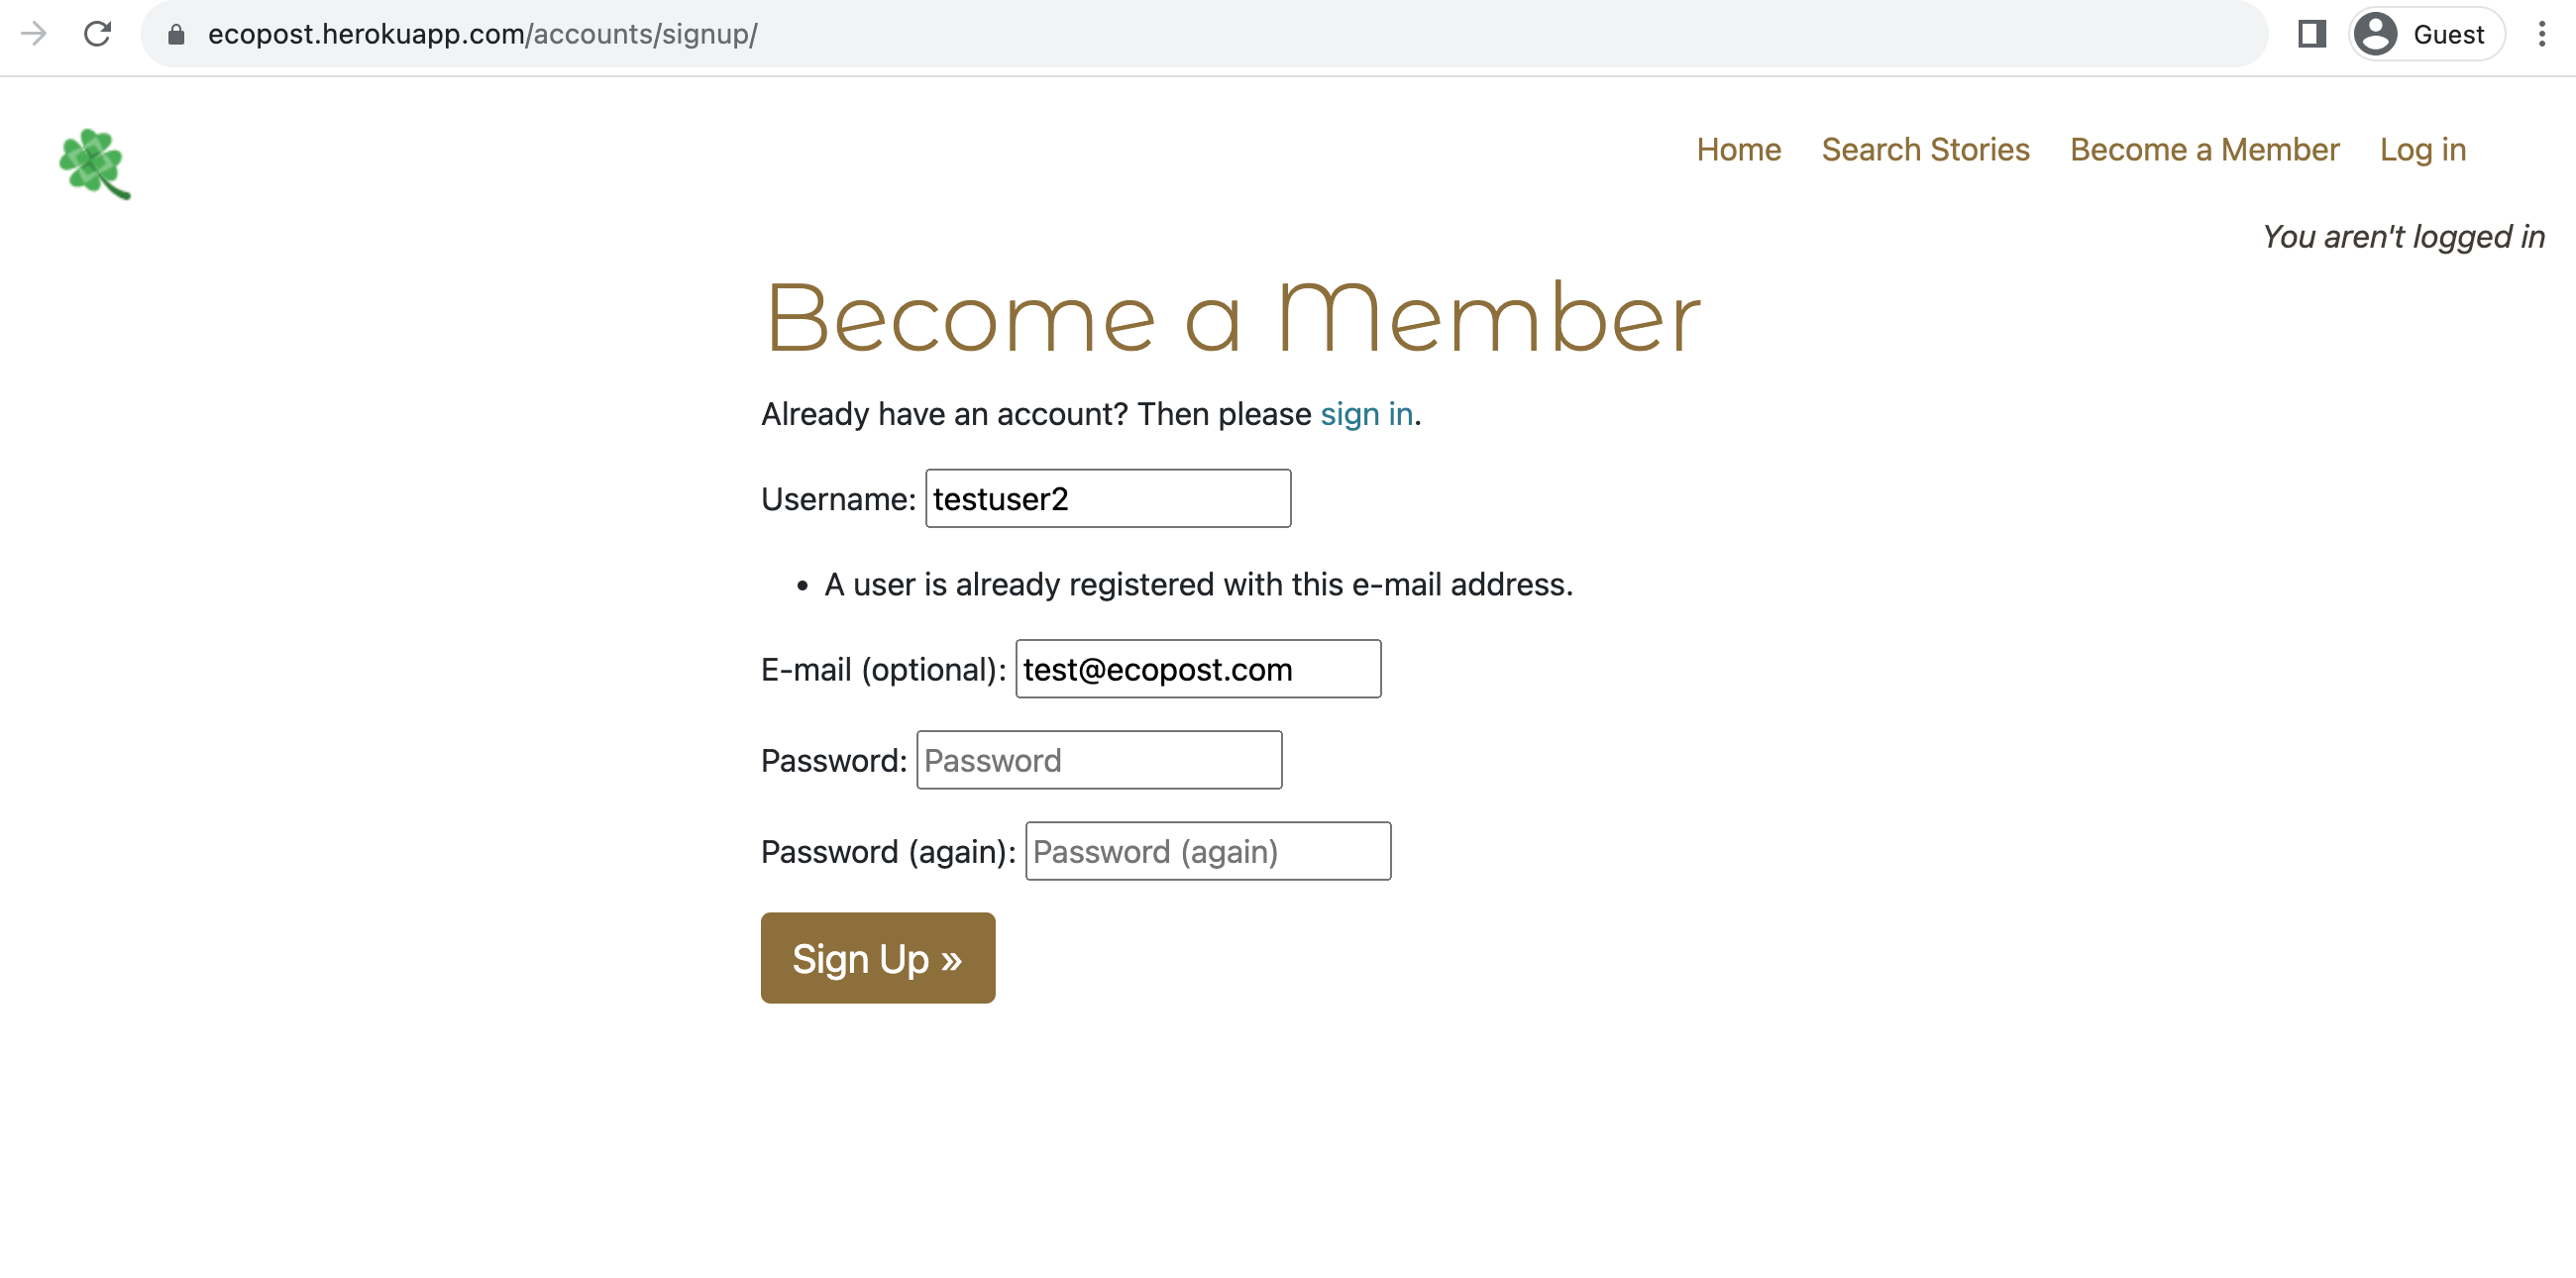 ecopost.herokuapp.com/accounts/signup/
Guest
Home Search Stories Become a Member Log in
You aren't logged in
Become a Member
Already have an account? Then please sign in.
Username: testuser2
• A user is already registered with this e-mail address.
E-mail (optional): test@ecopost.com
Password: Password
Password (again): Password (again)
Sign Up »